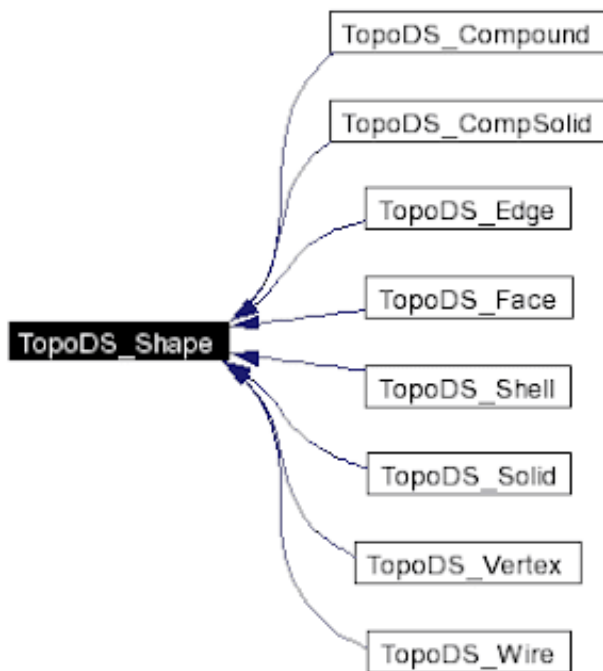 TopoDS_Compound
TopoDS_CompSolid
TopoDS_Edge
TopoDS_Face
TopoDS_Shape
TopoDS_Shell
TopoDS_Solid
TopoDS_Vertex
TopoDS_Wire